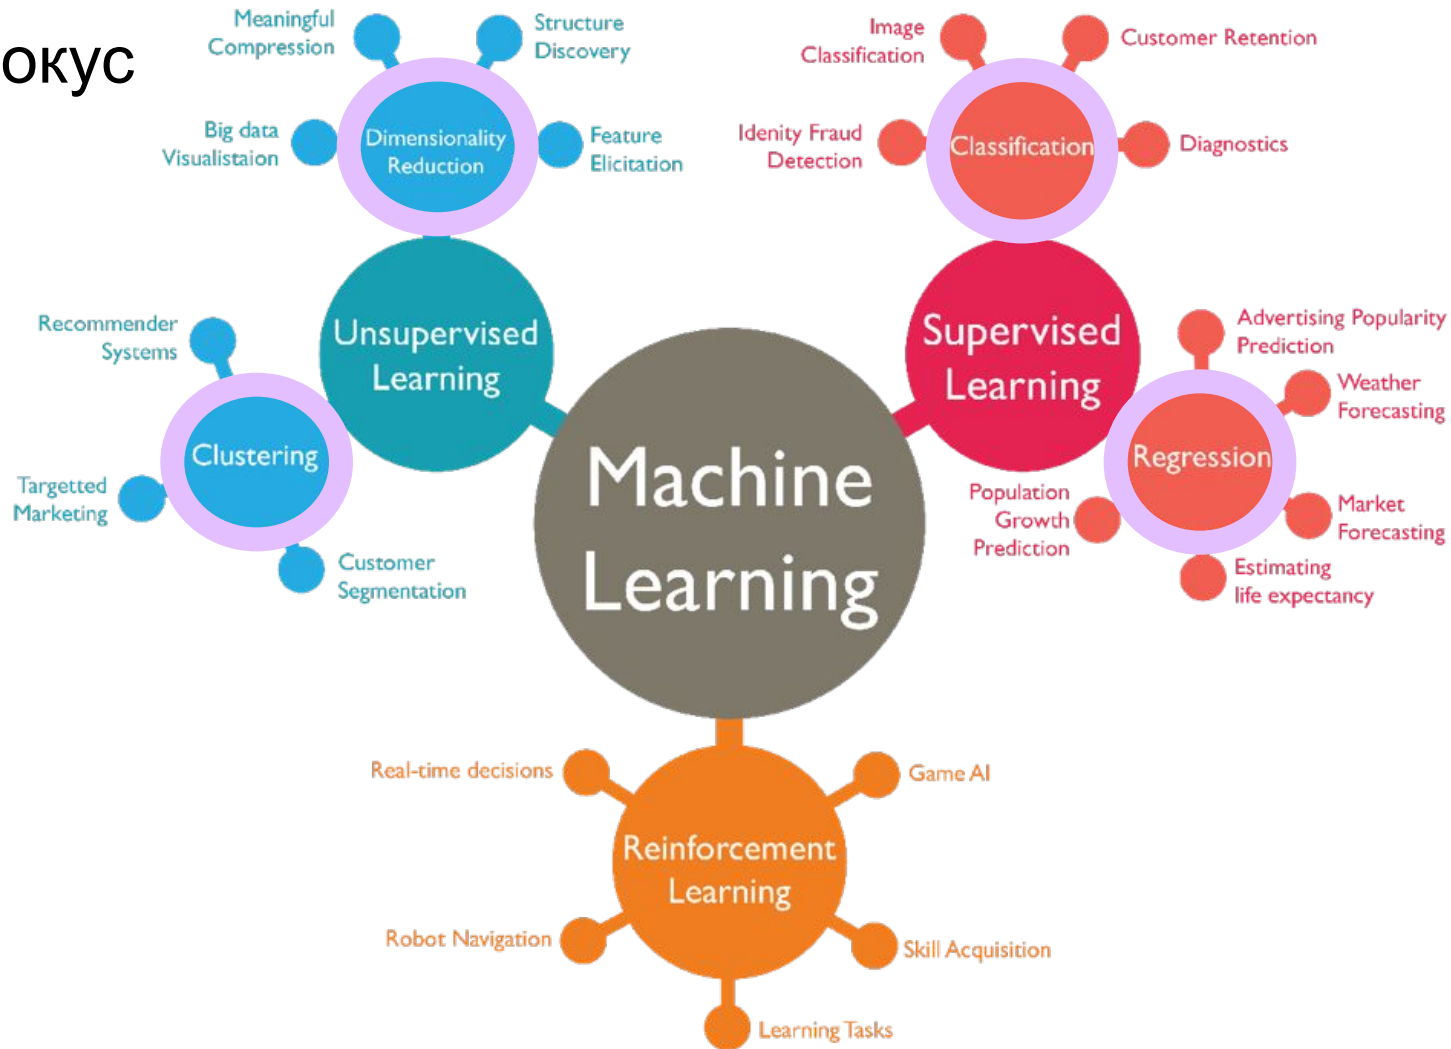 окус
Meaningful
Compression
Structure
Discovery
Big data
Visualistaion
Dimensionality
Reduction
Feature
Elicitation
Image
Classification
Customer Retention
Idenity Fraud
Detection
Classification
Diagnostics
Unsupervised
Learning
Supervised
Learning
Recommender
Systems
Clustering
Targetted
Marketing
Customer
Segmentation
Machine
Learning
Advertising Popularity
Prediction
Weather
Forecasting
Regression
Population
Growth
Prediction
Market
Forecasting
Estimating
life expectancy
Real-time decisions
Game AI
Reinforcement
Learning
Robot Navigation
Skill Acquisition
Learning Tasks